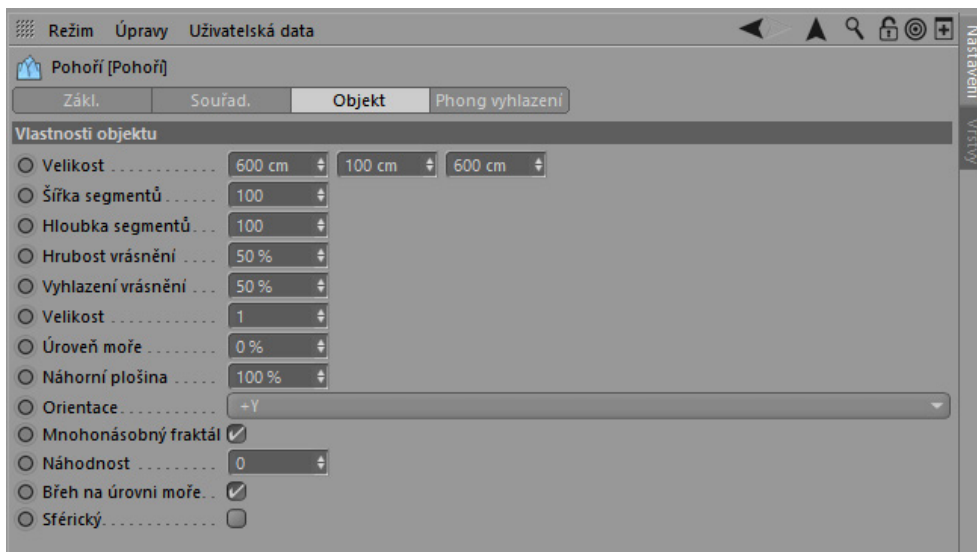 Režim Úpravy Uživatelská data
Pohoří [Pohoří]
Zákl. Souřad. Objekt Phong vyhlazení
Vlastnosti objektu
Velikost . . . . . . . . . . . . 600 cm 100 cm 600 cm
Šířka segmentů . . . . . . 100
Hloubka segmentů . . . 100
Hrubost vrásnění . . . . 50 %
Vyhlazení vrásnění . . . 50 %
Velikost . . . . . . . . . . . . 1
Úroveň moře . . . . . . . . 0 %
Náhorní plošina . . . . . 100 %
Orientace . . . . . . . . . . . +Y
Mnohonásobný fraktál
Náhodnost . . . . . . . . . 0
Břeh na úrovni moře . .
Sférický . . . . . . . . . . . . .
Nastavení
Vrstvy